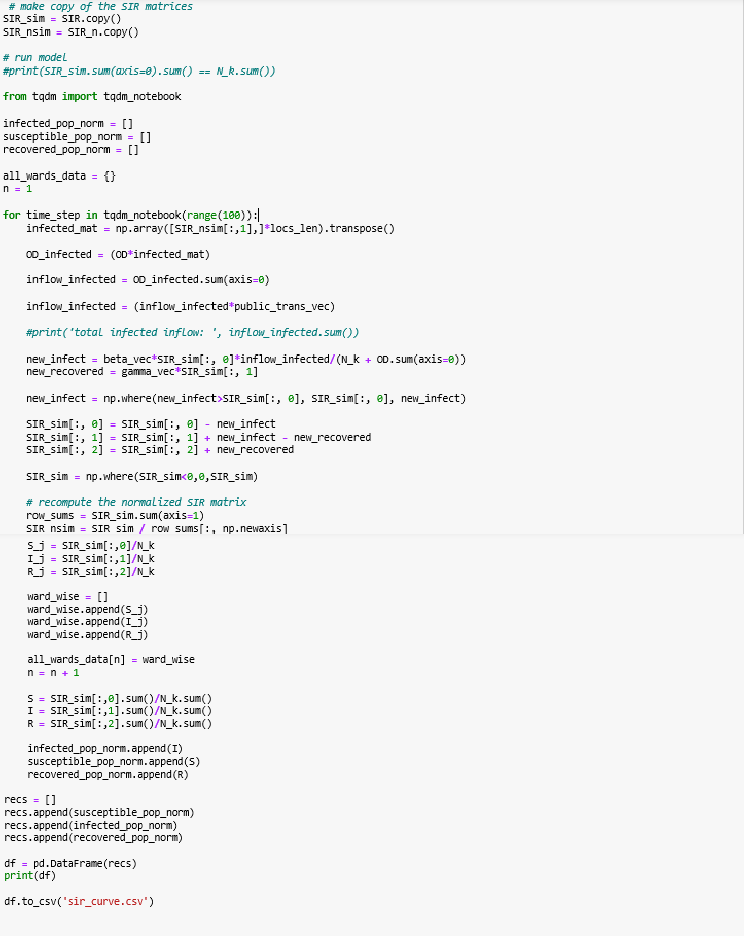 # make copy of the SIR matrices
SIR_sim = SIR.copy()
SIR_nsim = SIR_n.copy()
# run model
#print(SIR_sim.sum(axis=0).sum() == N_k.sum())
from tqdm import tqdm_notebook
infected_pop_norm = []
susceptible_pop_norm = []
recovered_pop_norm = []
all_wards_data = {}
n = 1
for time_step in tqdm_notebook(range(100)):
    infected_mat = np.array([SIR_nsim[:,1],]*locs_len).transpose()
    OD_infected = (OD*infected_mat)
    inflow_infected = OD_infected.sum(axis=0)
    inflow_infected = (inflow_infected*public_trans_vec)
    #print('total infected inflow: ', inflow_infected.sum())
    new_infect = beta_vec*SIR_sim[:, 0]*inflow_infected/(N_k + OD.sum(axis=0))
    new_recovered = gamma_vec*SIR_sim[:, 1]
    new_infect = np.where(new_infect>SIR_sim[:, 0], SIR_sim[:, 0], new_infect)
    SIR_sim[:, 0] = SIR_sim[:, 0] - new_infect
    SIR_sim[:, 1] = SIR_sim[:, 1] + new_infect - new_recovered
    SIR_sim[:, 2] = SIR_sim[:, 2] + new_recovered
    SIR_sim = np.where(SIR_sim<0,0,SIR_sim)
    # recompute the normalized SIR matrix
    row_sums = SIR_sim.sum(axis=1)
    SIR_nsim = SIR_sim / row_sums[:, np.newaxis]
    S_j = SIR_sim[:,0]/N_k
    I_j = SIR_sim[:,1]/N_k
    R_j = SIR_sim[:,2]/N_k
    ward_wise = []
    ward_wise.append(S_j)
    ward_wise.append(I_j)
    ward_wise.append(R_j)
    all_wards_data[n] = ward_wise
    n = n + 1
    S = SIR_sim[:,0].sum()/N_k.sum()
    I = SIR_sim[:,1].sum()/N_k.sum()
    R = SIR_sim[:,2].sum()/N_k.sum()
    infected_pop_norm.append(I)
    susceptible_pop_norm.append(S)
    recovered_pop_norm.append(R)
recs = []
recs.append(susceptible_pop_norm)
recs.append(infected_pop_norm)
recs.append(recovered_pop_norm)
df = pd.DataFrame(recs)
print(df)
df.to_csv('sir_curve.csv')